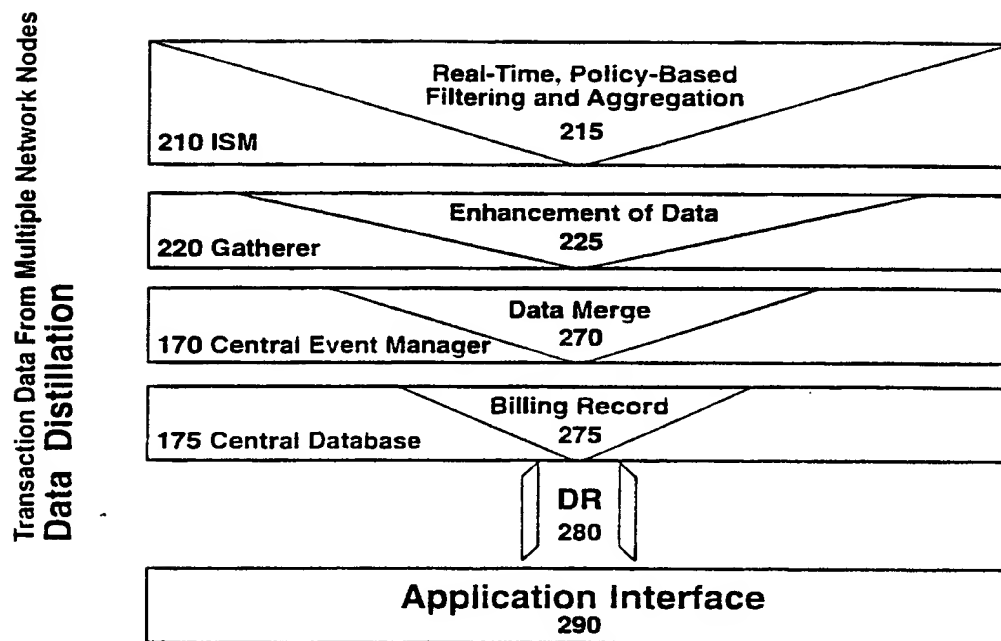 Transaction Data From Multiple Network Nodes
Data Distillation
Real-Time, Policy-Based
Filtering and Aggregation
215
210 ISM
Enhancement of Data
225
220 Gatherer
Data Merge
270
170 Central Event Manager
Billing Record
275
175 Central Database
DR
280
Application Interface
290